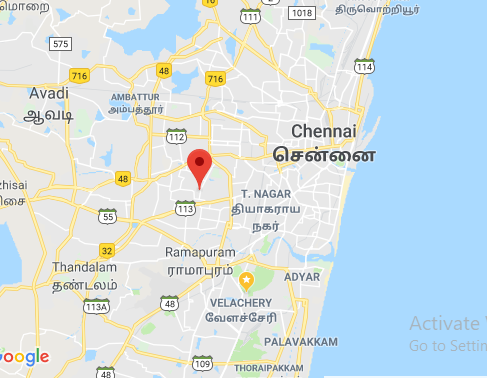 மொறை
திருவொற்றியூர்
111
1018
575
114
716
48
716
Avadi
ஆவடி
AMBATTUR
அம்பத்தூர்
112
Chennai
சென்னை
48
zhisai
சை
113
T. NAGAR
தியாகராய
நகர்
55
32
Ramapuram
ராமாபுரம்
Thandalam
தண்டலம்
ADYAR
113A
48
VELACHERY
வேளச்சேரி
Activate
Go to Settin
PALAVAKKAM
oogle
109
THORAIPAKKAM
48